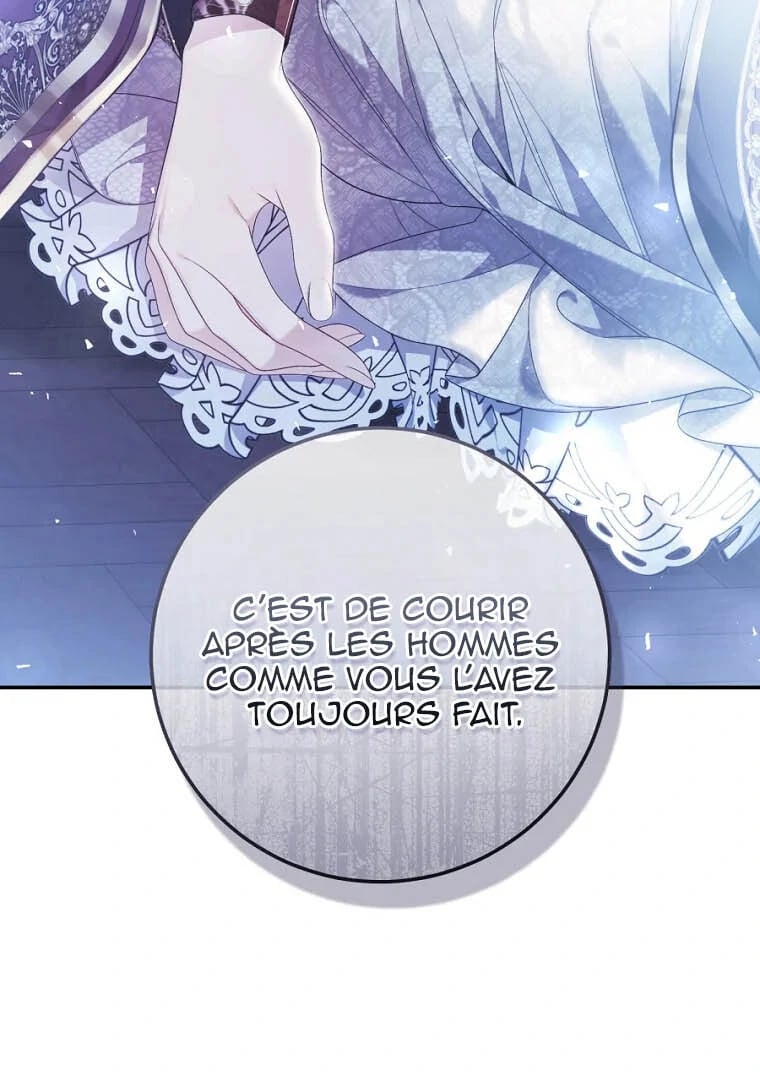 C'EST DE COURIR
APRÈS LES HOMMES
COMME VOUS L'AVEZ
TOUJOURS FAIT.